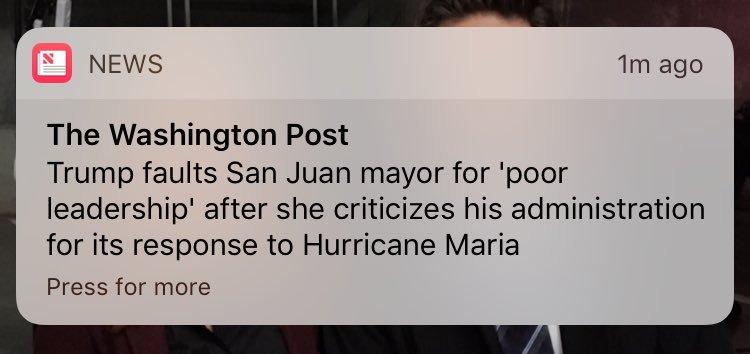 NEWS
1m ago
The Washington Post
Trump faults San Juan mayor for 'poor
leadership' after she criticizes his administration
for its response to Hurricane Maria
Press for more